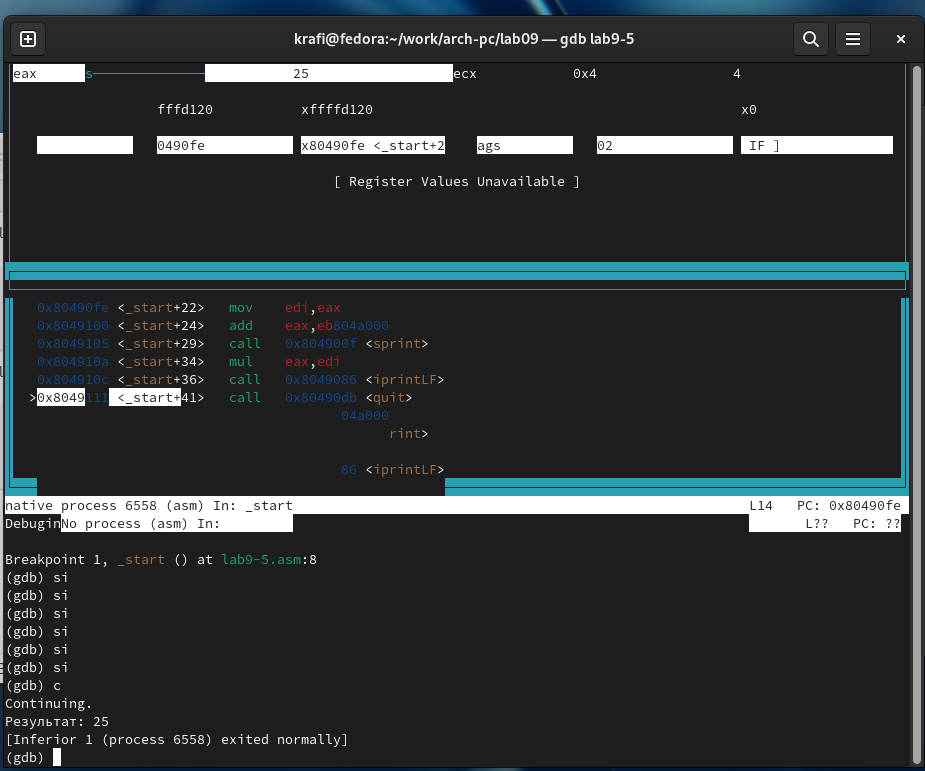 krafi@fedora:~/work/arch-pc/lab09 — gdb lab9-5
eax s 25 ecx 0x4 4
fffd120 xffffd120 x0
0490fe x80490fe <_start+2 ags 02 IF ]
[ Register Values Unavailable ]
0x80490fe <_start+22> mov edi,eax
0x8049100 <_start+24> add eax,eb804a000
0x8049105 <_start+29> call 0x804900f <sprint>
0x804910a <_start+34> mul eax,edi
0x804910c <_start+36> call 0x8049086 <iprintLF>
>0x8049111 <_start+41> call 0x80490db <quit>
04a000
rint>
86 <iprintLF>
native process 6558 (asm) In: _start L14 PC: 0x80490fe
DebuginNo process (asm) In: L?? PC: ??
Breakpoint 1, _start () at lab9-5.asm:8
(gdb) si
(gdb) si
(gdb) si
(gdb) si
(gdb) si
(gdb) si
(gdb) c
Continuing.
Результат: 25
[Inferior 1 (process 6558) exited normally]
(gdb)